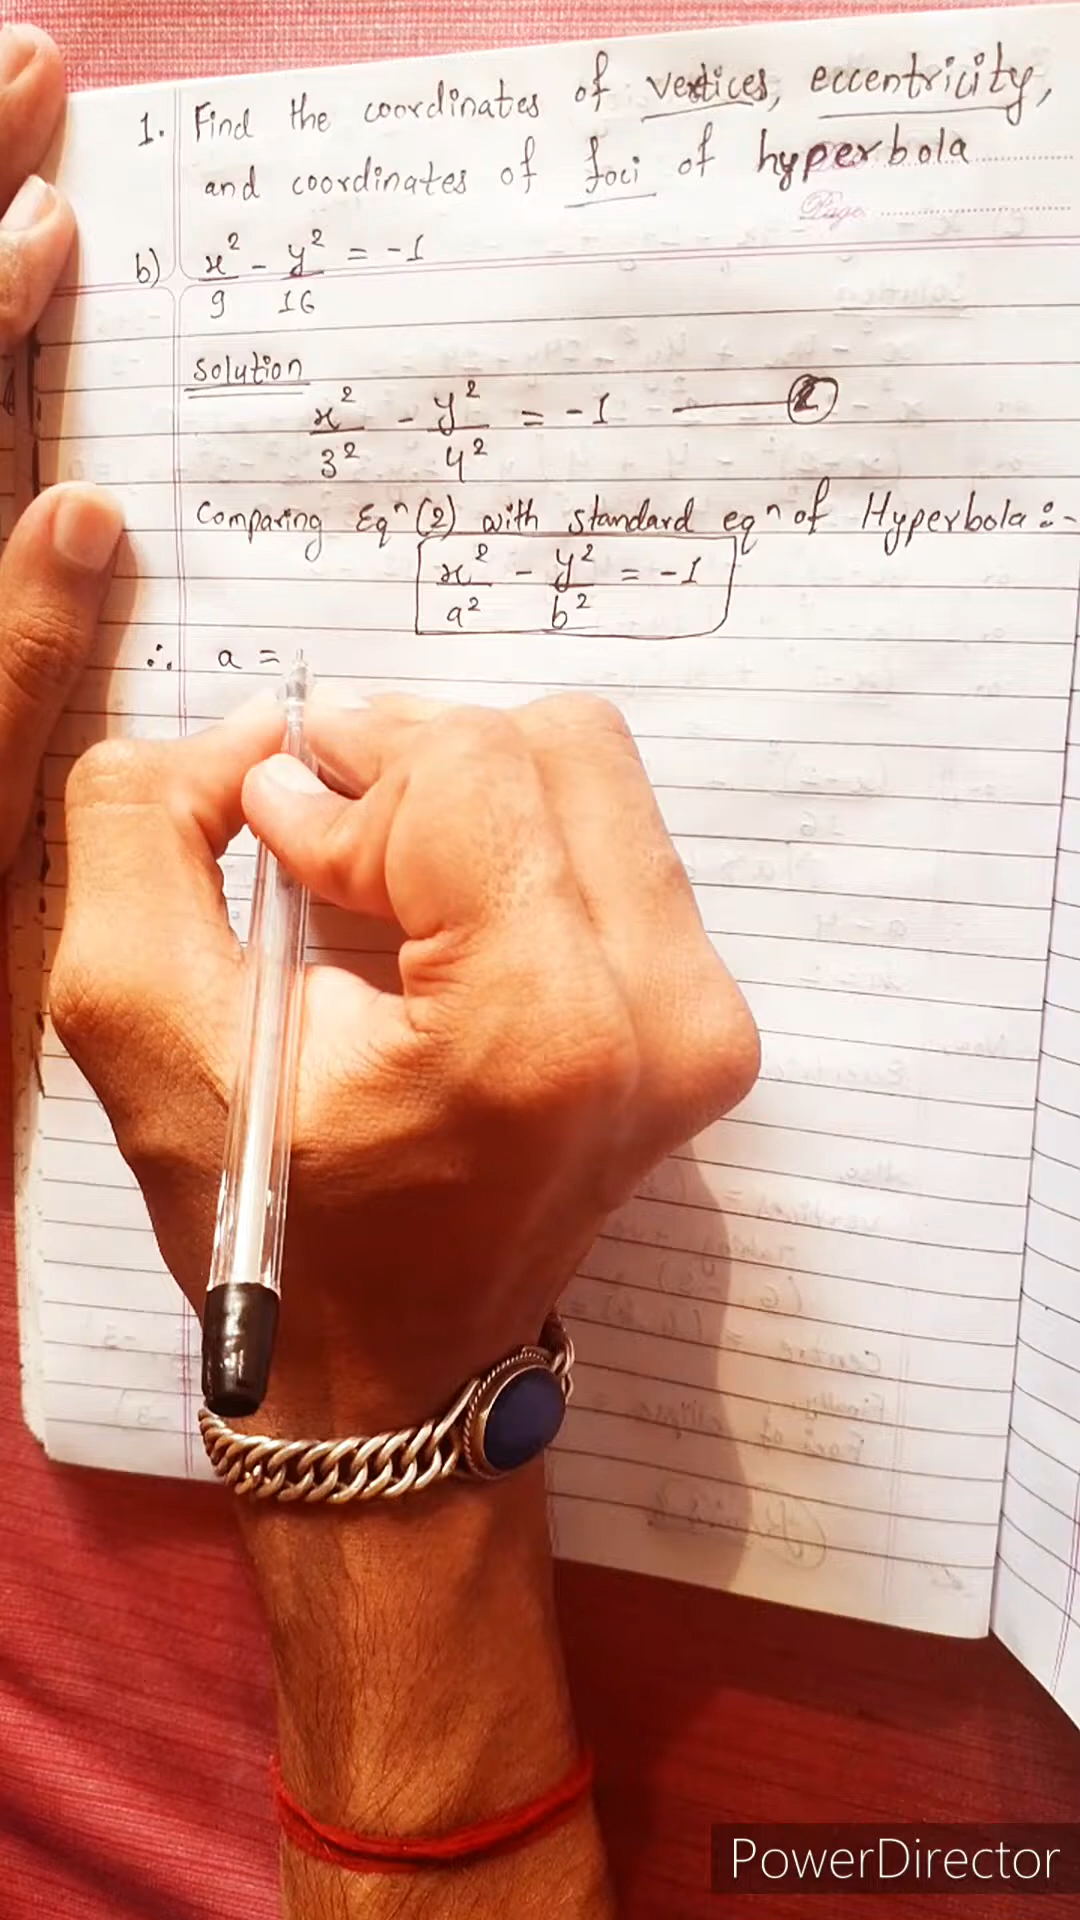 1. Find the coordinates of vertices, eccentricity,
and coordinates of foci of hyperbola
Page
b) x²/9 - y²/16 = -1
Solution
x²/3² - y²/4² = -1 —— 2
Comparing Eqⁿ(2) with standard eqⁿ of Hyperbola :-
x²/a² - y²/b² = -1
∴ a =
PowerDirector